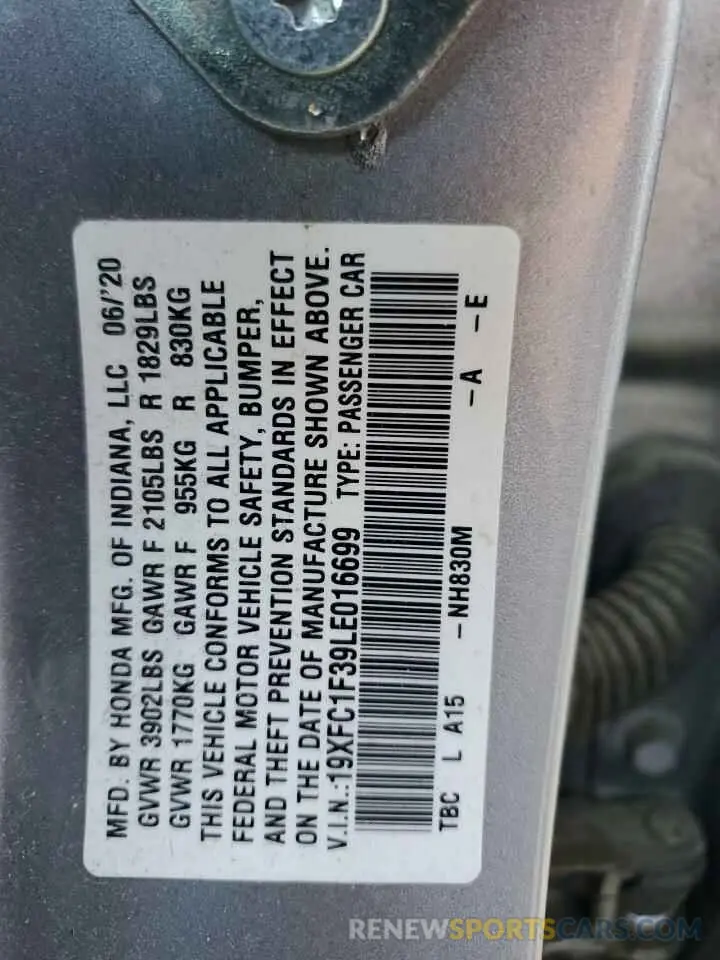 MFD. BY HONDA MFG. OF INDIANA, LLC 06/'20
GVWR 3902LBS GAWR F 2105LBS R 1829LBS
GVWR 1770KG GAWR F 955KG R 830KG
THIS VEHICLE CONFORMS TO ALL APPLICABLE
FEDERAL MOTOR VEHICLE SAFETY, BUMPER,
AND THEFT PREVENTION STANDARDS IN EFFECT
ON THE DATE OF MANUFACTURE SHOWN ABOVE.
V.I.N.:19XFC1F39LE016699 TYPE: PASSENGER CAR
TBC L A15 -NH830M -A -E
RENEWSPORTSCARS.COM